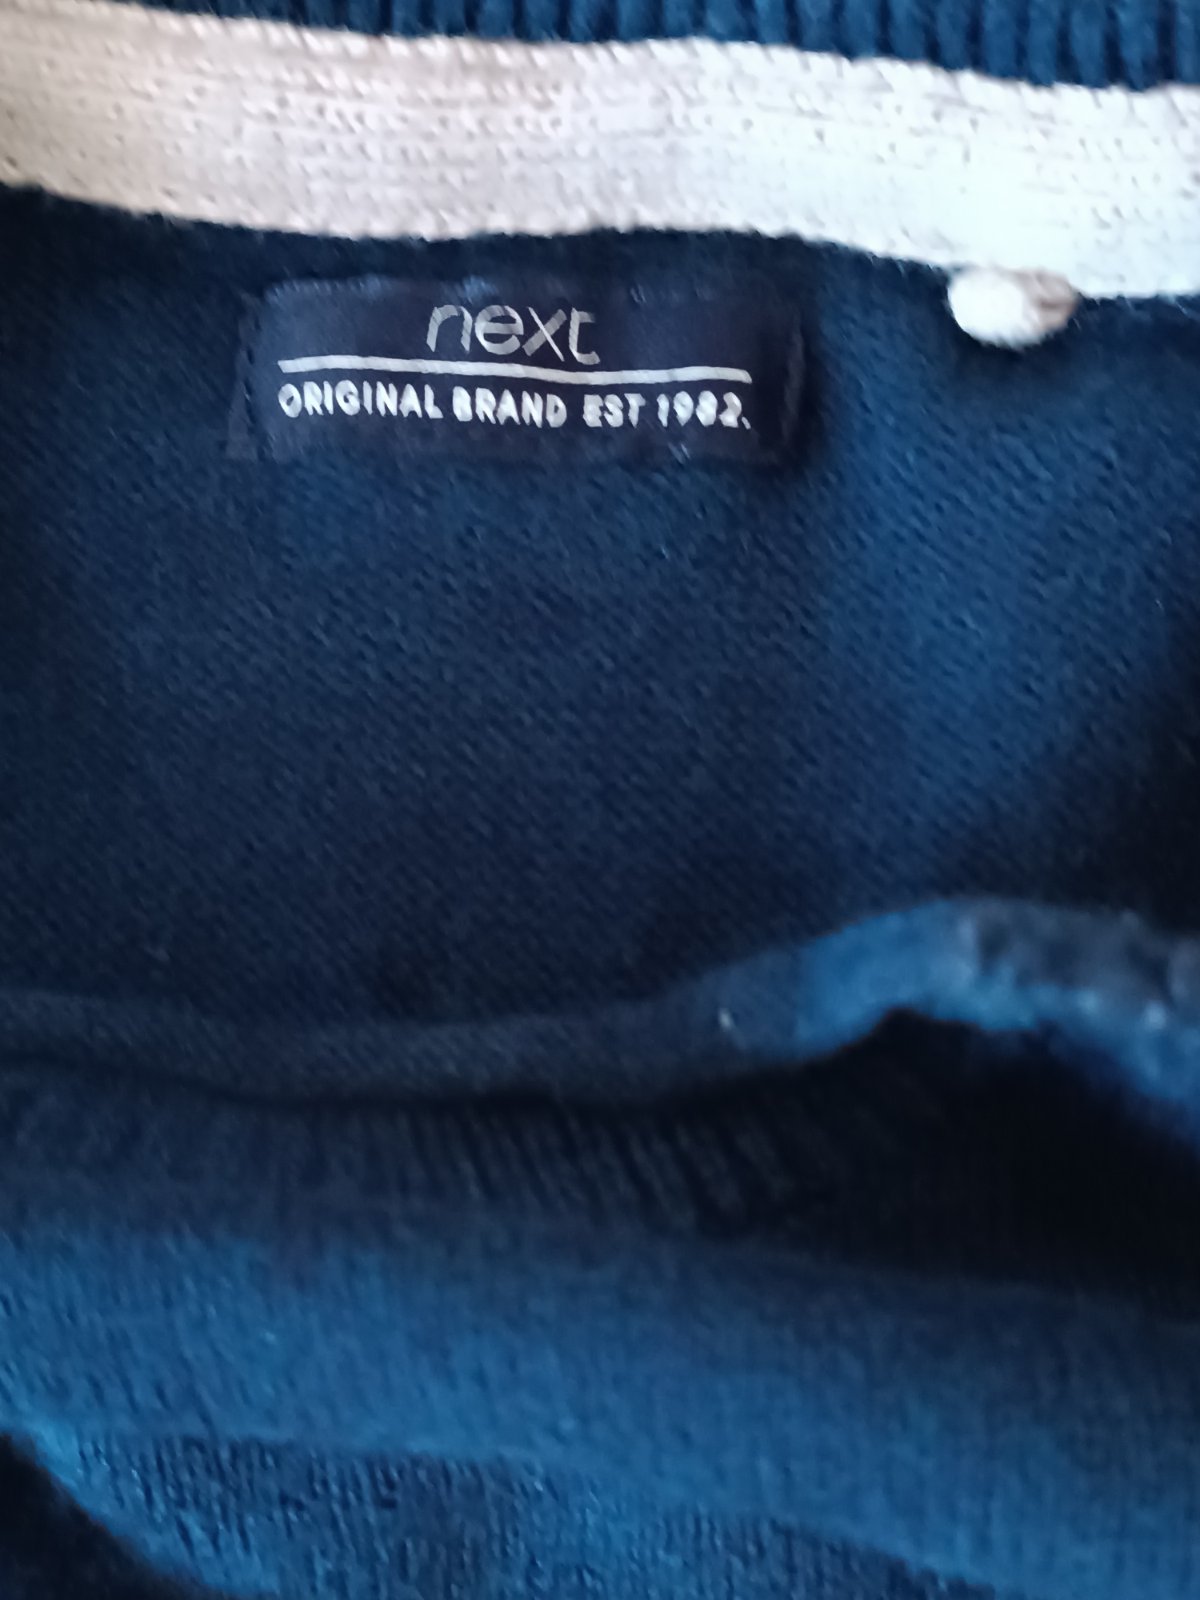 next
ORIGINAL BRAND EST 1982.